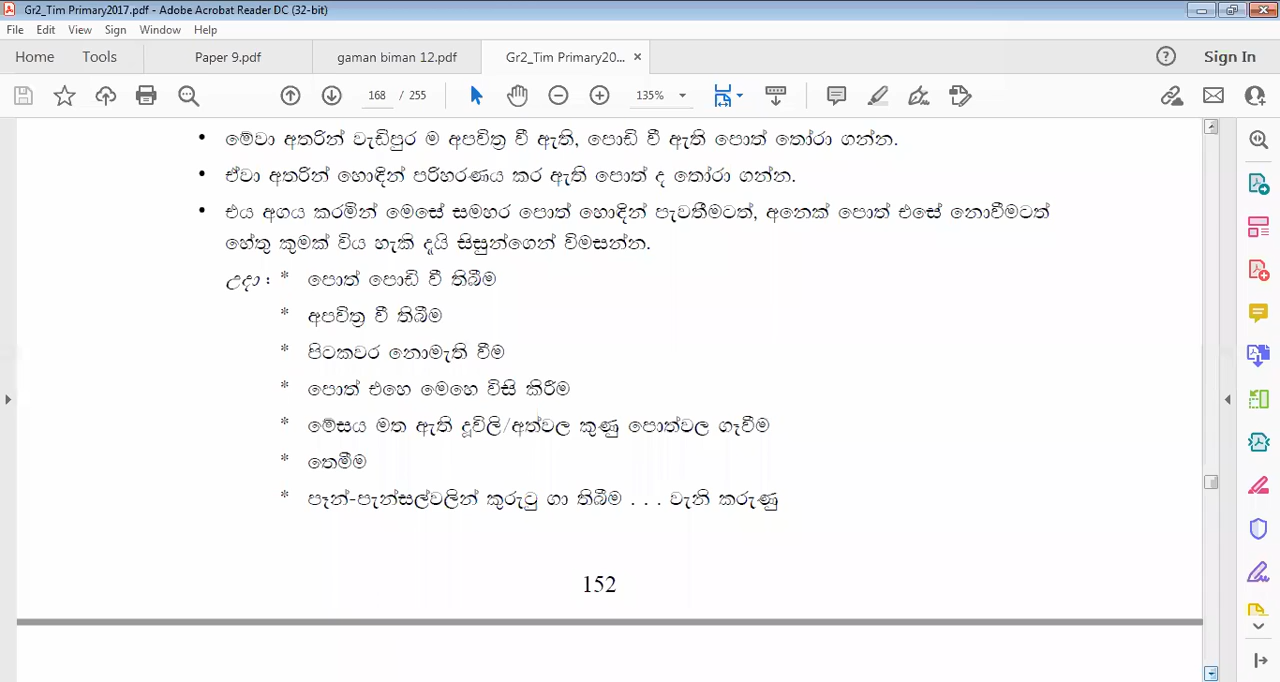 Gr2_Tim Primary2017.pdf - Adobe Acrobat Reader DC (32-bit)
File Edit View Sign Window Help
Home Tools Paper 9.pdf gaman biman 12.pdf Gr2_Tim Primary20... × Sign In
168 / 255 135%
• මේවා අතරින් වැඩිපුර ම අපවිත්‍ර වී ඇති, පොඩි වී ඇති පොත් තෝරා ගන්න.
• ඒවා අතරින් හොඳින් පරිහරණය කර ඇති පොත් ද තෝරා ගන්න.
• එය අගය කරමින් මෙසේ සමහර පොත් හොඳින් පැවතීමටත්, අනෙක් පොත් එසේ නොවීමටත්
හේතු කුමක් විය හැකි දැයි සිසුන්ගෙන් විමසන්න.
උදා : * පොත් පොඩි වී තිබීම
* අපවිත්‍ර වී තිබීම
* පිටකවර නොමැති වීම
* පොත් එහෙ මෙහෙ විසි කිරීම
* මේසය මත ඇති දූවිලි/අත්වල කුණු පොත්වල ගෑවීම
* තෙමීම
* පෑන්-පැන්සල්වලින් කුරුටු ගා තිබීම . . . වැනි කරුණු
152